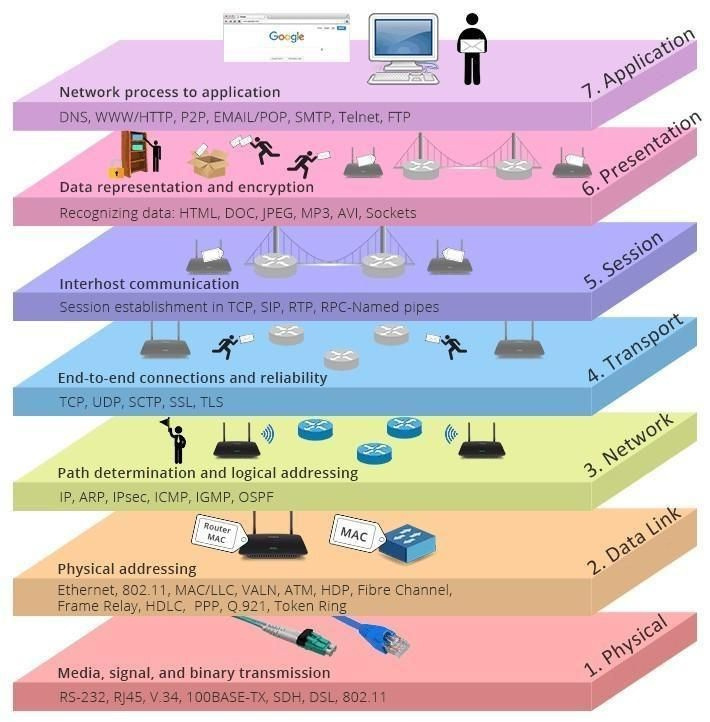 Google
7. Application
Network process to application
DNS, WWW/HTTP, P2P, EMAIL/POP, SMTP, Telnet, FTP
6. Presentation
Data representation and encryption
Recognizing data: HTML, DOC, JPEG, MP3, AVI, Sockets
5. Session
Interhost communication
Session establishment in TCP, SIP, RTP, RPC-Named pipes
4. Transport
End-to-end connections and reliability
TCP, UDP, SCTP, SSL, TLS
3. Network
Path determination and logical addressing
IP, ARP, IPsec, ICMP, IGMP, OSPF
Router
MAC
MAC
2. Data Link
Physical addressing
Ethernet, 802.11, MAC/LLC, VALN, ATM, HDP, Fibre Channel,
Frame Relay, HDLC, PPP, Q.921, Token Ring
1. Physical
Media, signal, and binary transmission
RS-232, RJ45, V.34, 100BASE-TX, SDH, DSL, 802.11